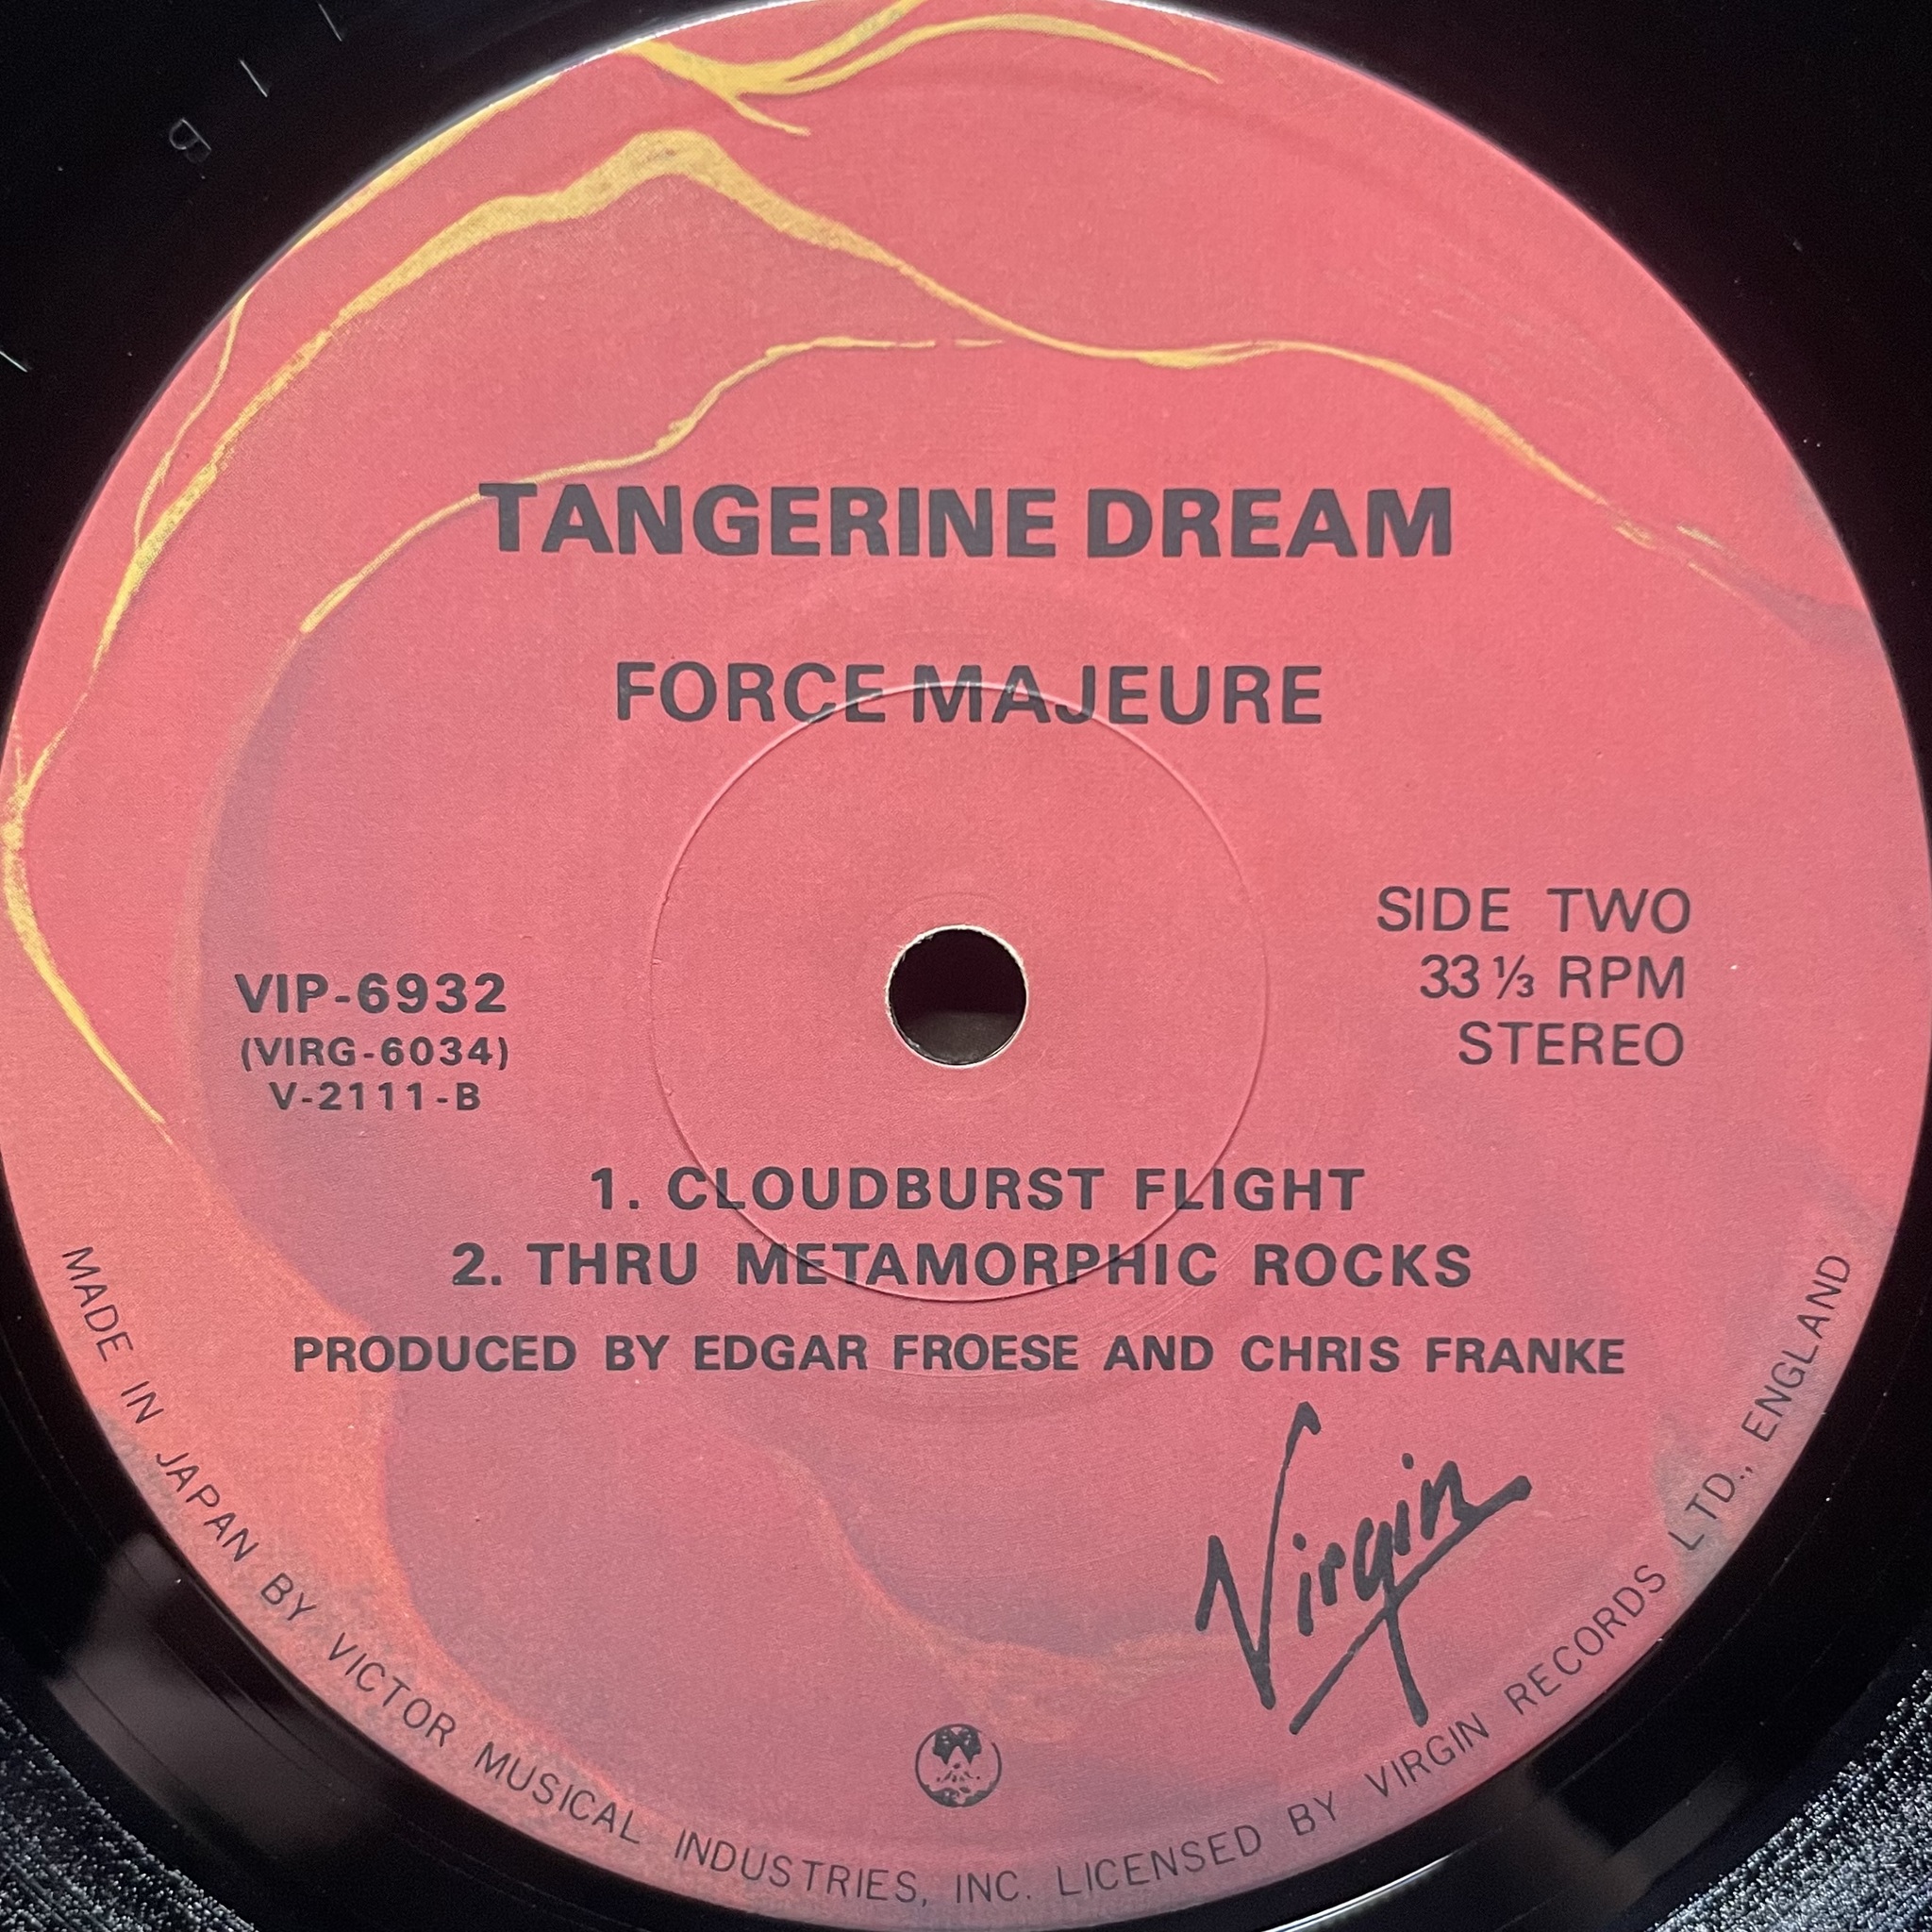 B
TANGERINE DREAM
FORCE MAJEURE
SIDE TWO
33 ⅓ RPM
STEREO
VIP-6932
(VIRG-6034)
V-2111-B
1. CLOUDBURST FLIGHT
2. THRU METAMORPHIC ROCKS
PRODUCED BY EDGAR FROESE AND CHRIS FRANKE
Virgin
MADE IN JAPAN BY VICTOR MUSICAL INDUSTRIES, INC. LICENSED BY VIRGIN RECORDS LTD., ENGLAND